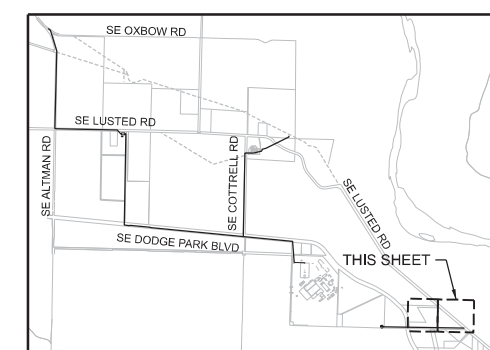 SE OXBOW RD
SE LUSTED RD
SE ALTMAN RD
SE COTTRELL RD
SE LUSTED RD
SE DODGE PARK BLVD
THIS SHEET